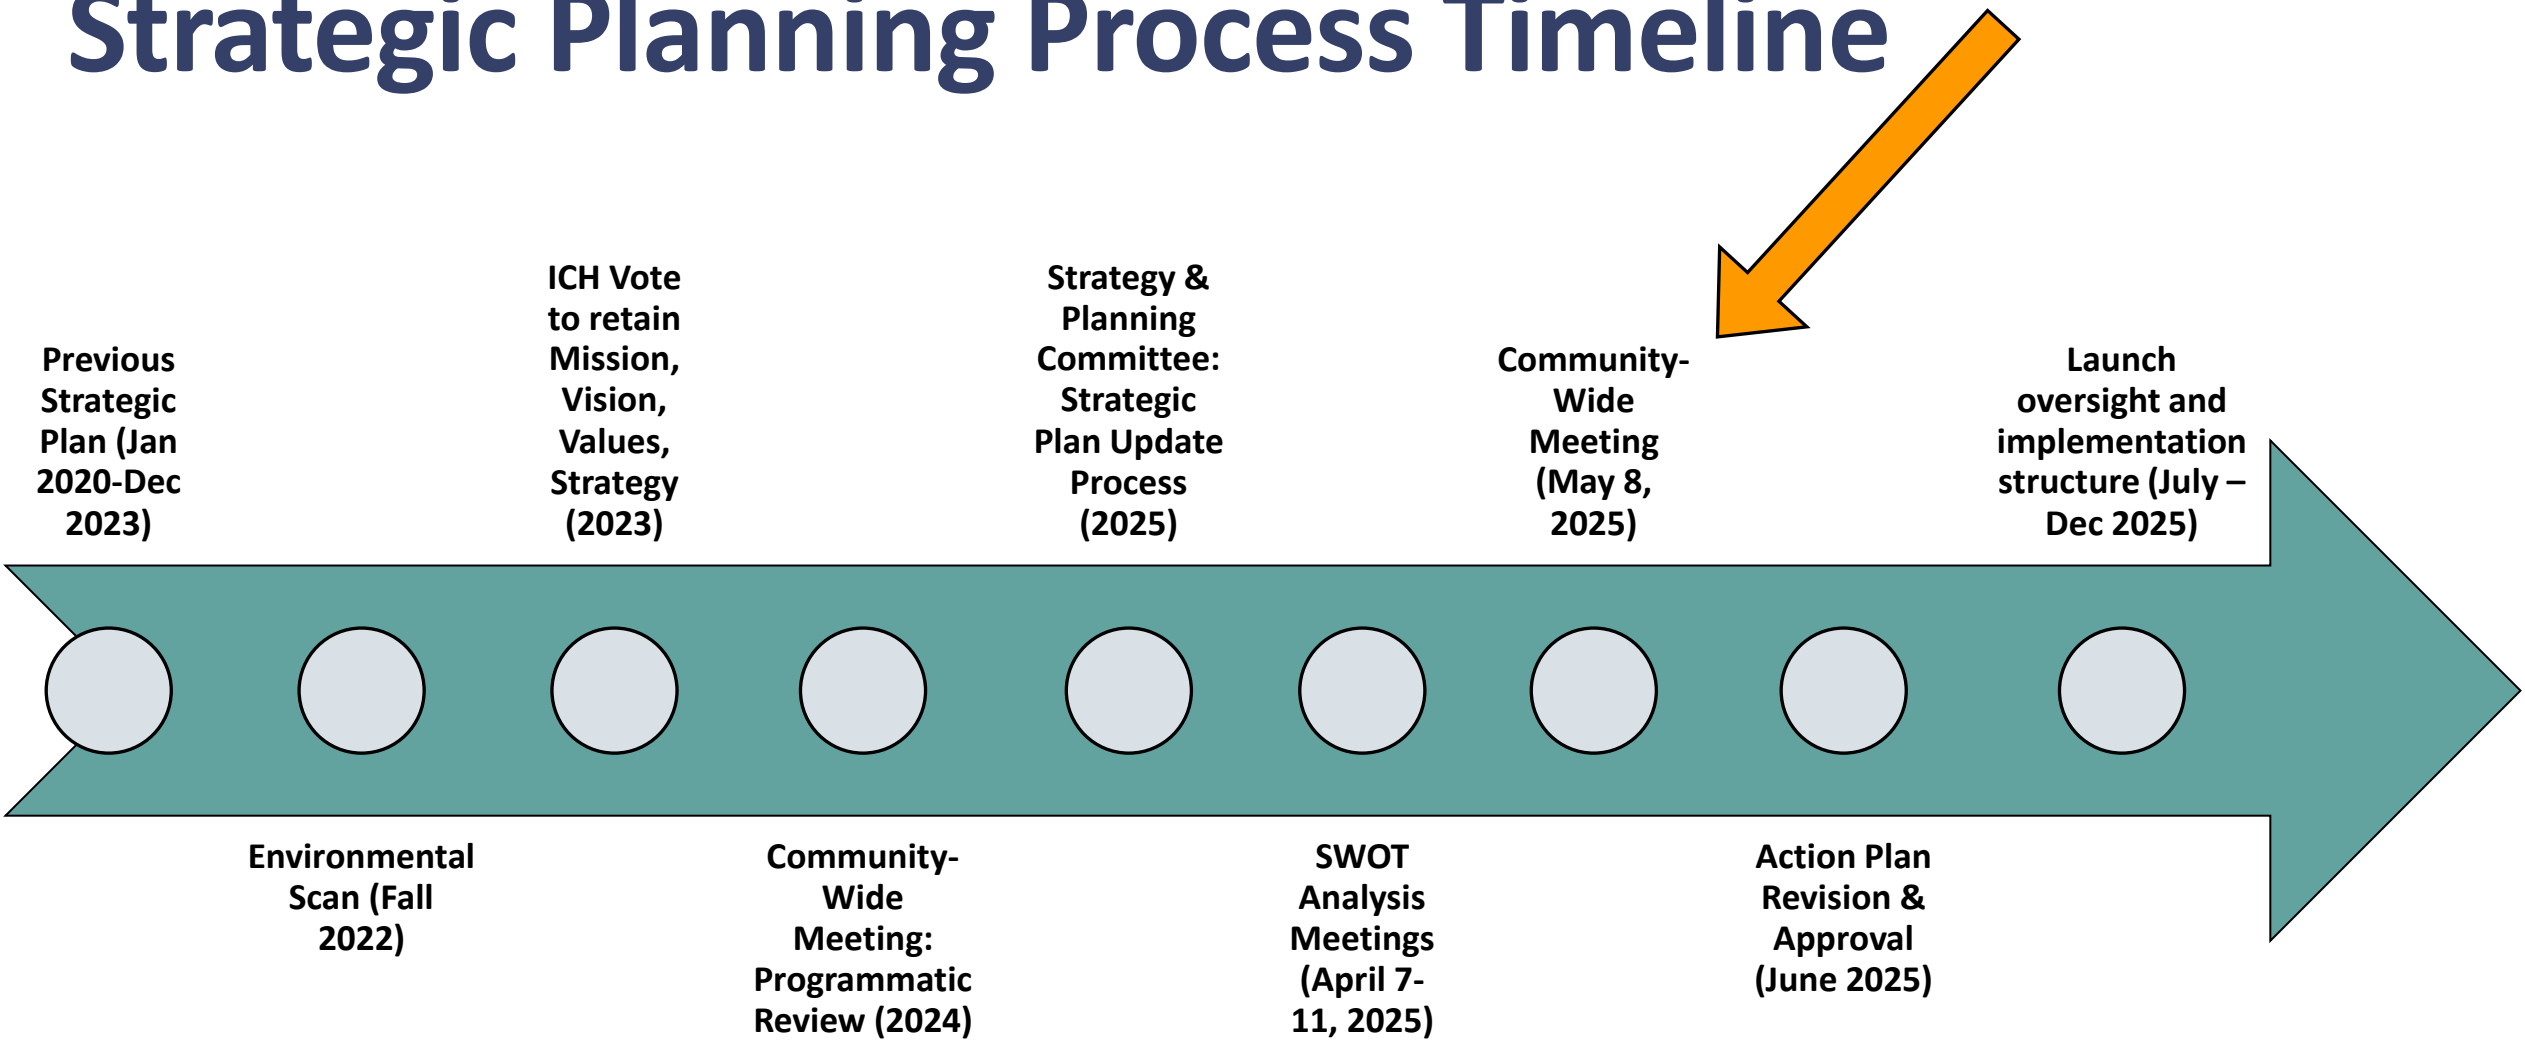 Strategic Planning Process Timeline
Previous
Strategic
Plan (Jan
2020-Dec
2023)
Environmental
Scan (Fall
2022)
ICH Vote
to retain
Mission,
Vision,
Values,
Strategy
(2023)
Community-
Wide
Meeting:
Programmatic
Review (2024)
Strategy &
Planning
Committee:
Strategic
Plan Update
Process
(2025)
SWOT
Analysis
Meetings
(April 7-
11, 2025)
Community-
Wide
Meeting
(May 8,
2025)
Action Plan
Revision &
Approval
(June 2025)
Launch
oversight and
implementation
structure (July –
Dec 2025)